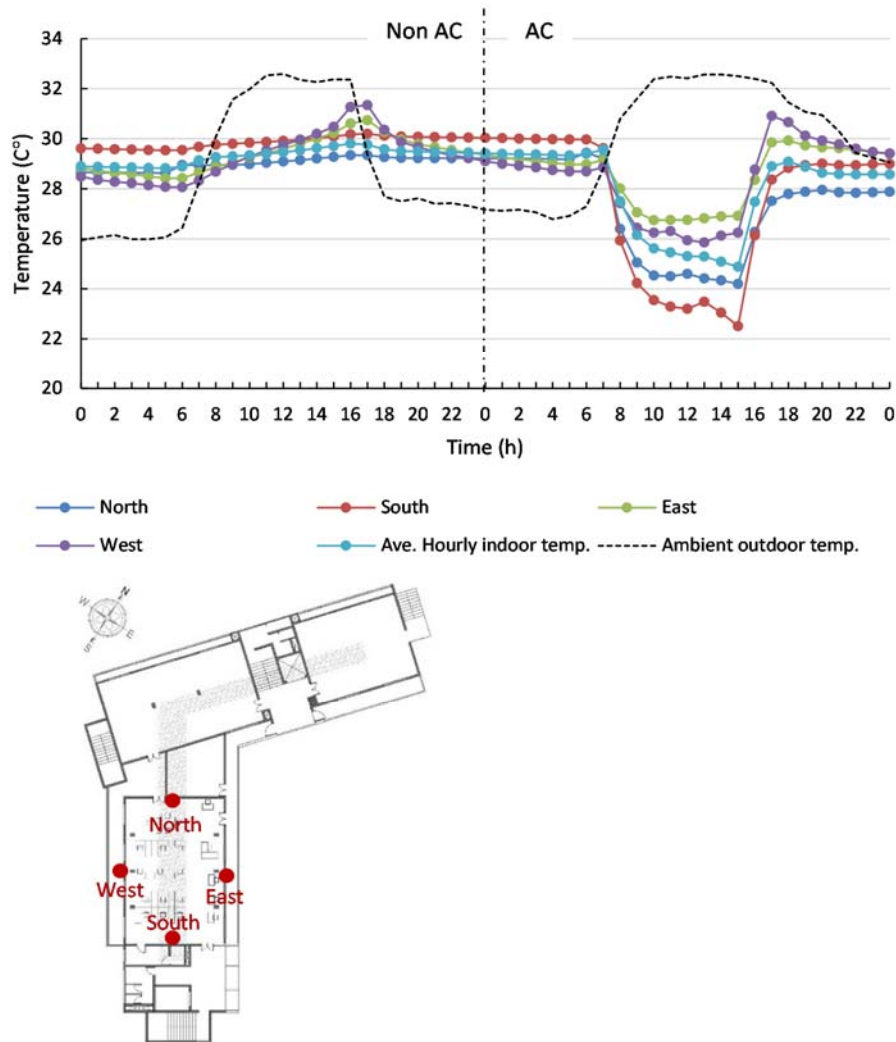 Non AC AC
34
32
30
28
26
24
22
20
Temperature (C°)
0 2 4 6 8 10 12 14 16 18 20 22 0 2 4 6 8 10 12 14 16 18 20 22 0
Time (h)
North South East
West Ave. Hourly indoor temp. Ambient outdoor temp.
N
W
E
S
North
West
East
South